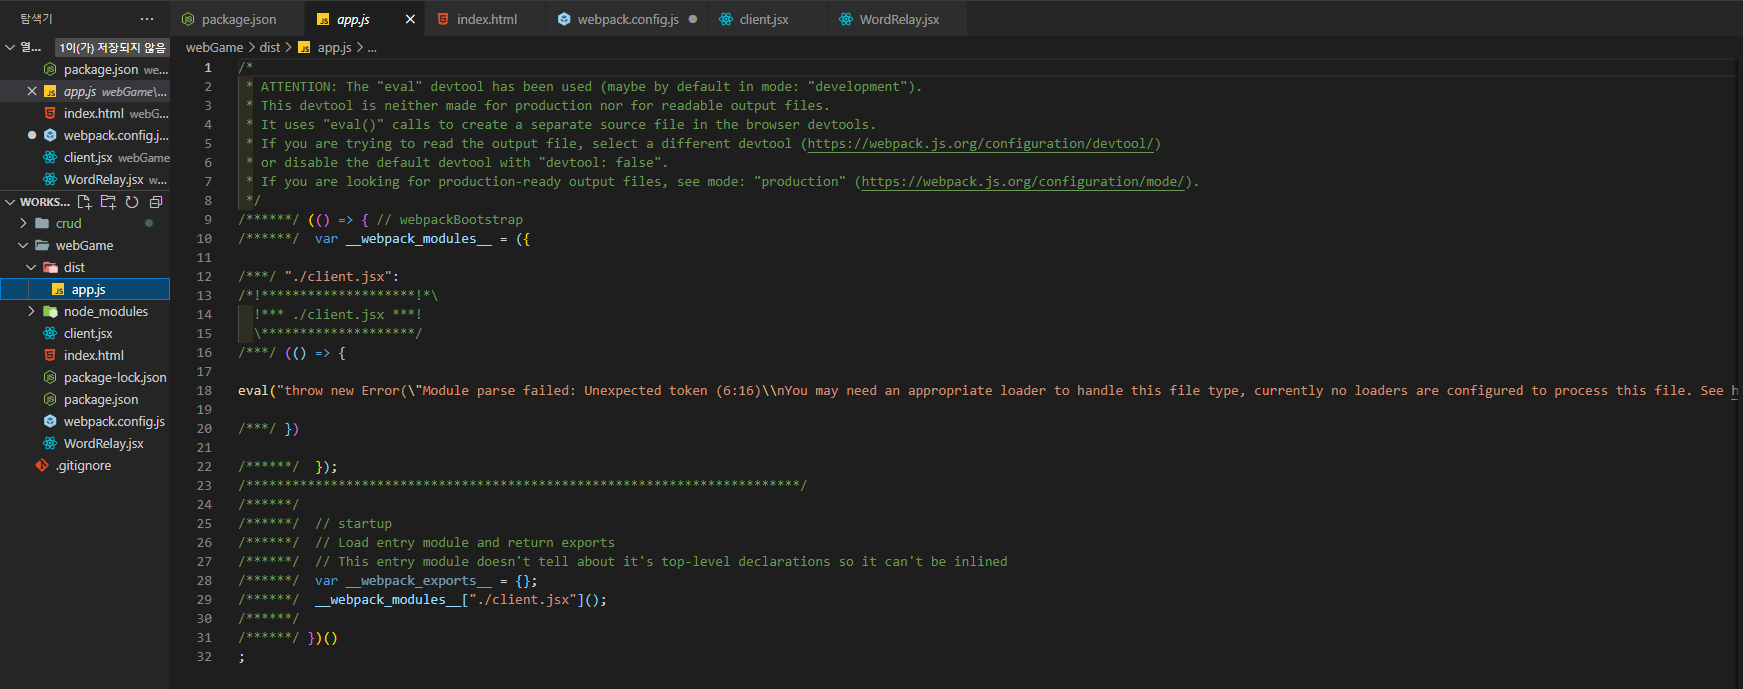 탐색기 ···
package.json
app.js
index.html
webpack.config.js
client.jsx
WordRelay.jsx
열... 1이(가) 저장되지 않음
package.json we...
app.js webGame\...
index.html webG...
webpack.config.j...
client.jsx webGame
WordRelay.jsx w...
WORKS...
crud
webGame
dist
app.js
node_modules
client.jsx
index.html
package-lock.json
package.json
webpack.config.js
WordRelay.jsx
.gitignore
webGame > dist > JS app.js > ...
1 /*
2 * ATTENTION: The "eval" devtool has been used (maybe by default in mode: "development").
3 * This devtool is neither made for production nor for readable output files.
4 * It uses "eval()" calls to create a separate source file in the browser devtools.
5 * If you are trying to read the output file, select a different devtool (https://webpack.js.org/configuration/devtool/)
6 * or disable the default devtool with "devtool: false".
7 * If you are looking for production-ready output files, see mode: "production" (https://webpack.js.org/configuration/mode/).
8 */
9 /******/ (() => { // webpackBootstrap
10 /******/ var __webpack_modules__ = ({
11
12 /***/ "./client.jsx":
13 /*!********************!*\
14 !*** ./client.jsx ***!
15 \********************/
16 /***/ (() => {
17
18 eval("throw new Error(\"Module parse failed: Unexpected token (6:16)\\nYou may need an appropriate loader to handle this file type, currently no loaders are configured to process this file. See h
19
20 /***/ })
21
22 /******/ });
23 /************************************************************************/
24 /******/
25 /******/ // startup
26 /******/ // Load entry module and return exports
27 /******/ // This entry module doesn't tell about it's top-level declarations so it can't be inlined
28 /******/ var __webpack_exports__ = {};
29 /******/ __webpack_modules__["./client.jsx"]();
30 /******/
31 /******/ })()
32 ;